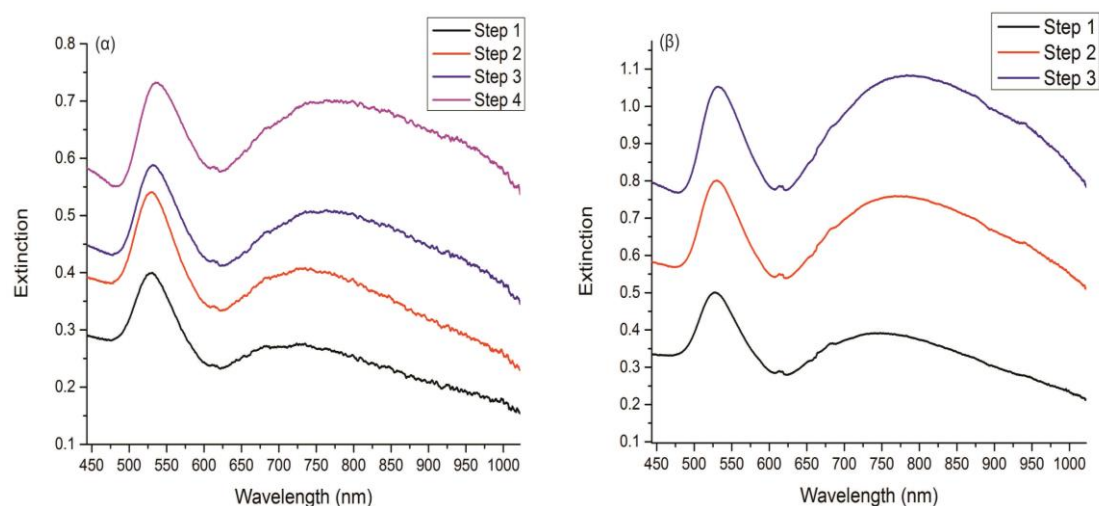 (α)
Step 1
Step 2
Step 3
Step 4
0.8
0.7
0.6
0.5
0.4
0.3
0.2
0.1
Extinction
450 500 550 600 650 700 750 800 850 900 950 1000
Wavelength (nm)
(β)
Step 1
Step 2
Step 3
1.1
1.0
0.9
0.8
0.7
0.6
0.5
0.4
0.3
0.2
0.1
Extinction
450 500 550 600 650 700 750 800 850 900 950 1000
Wavelength (nm)